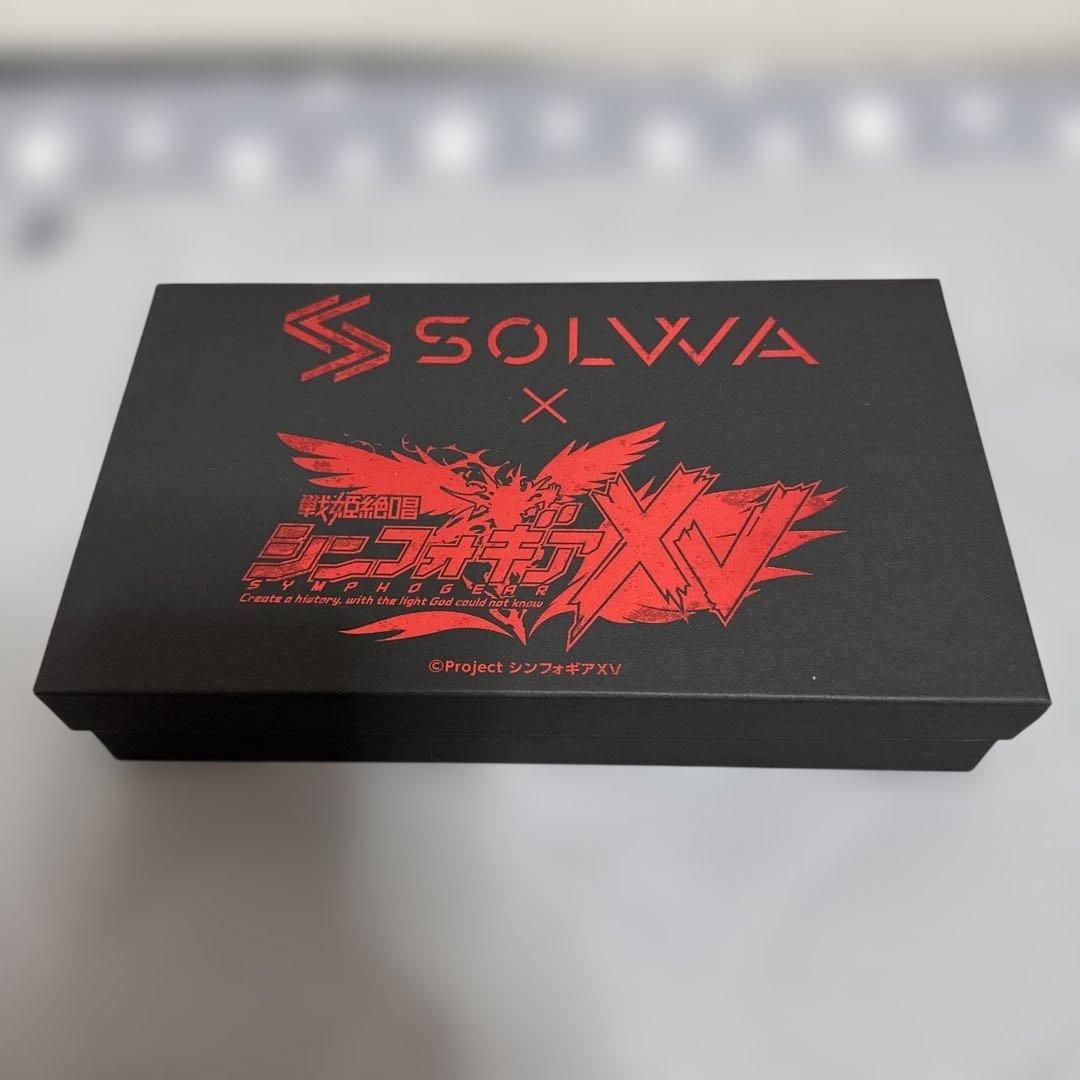 SOLWA
×
戦姫絶唱
シンフォギアXV
SYMPHOGEAR
Create a history, with the light God could not know
©Project シンフォギアXV